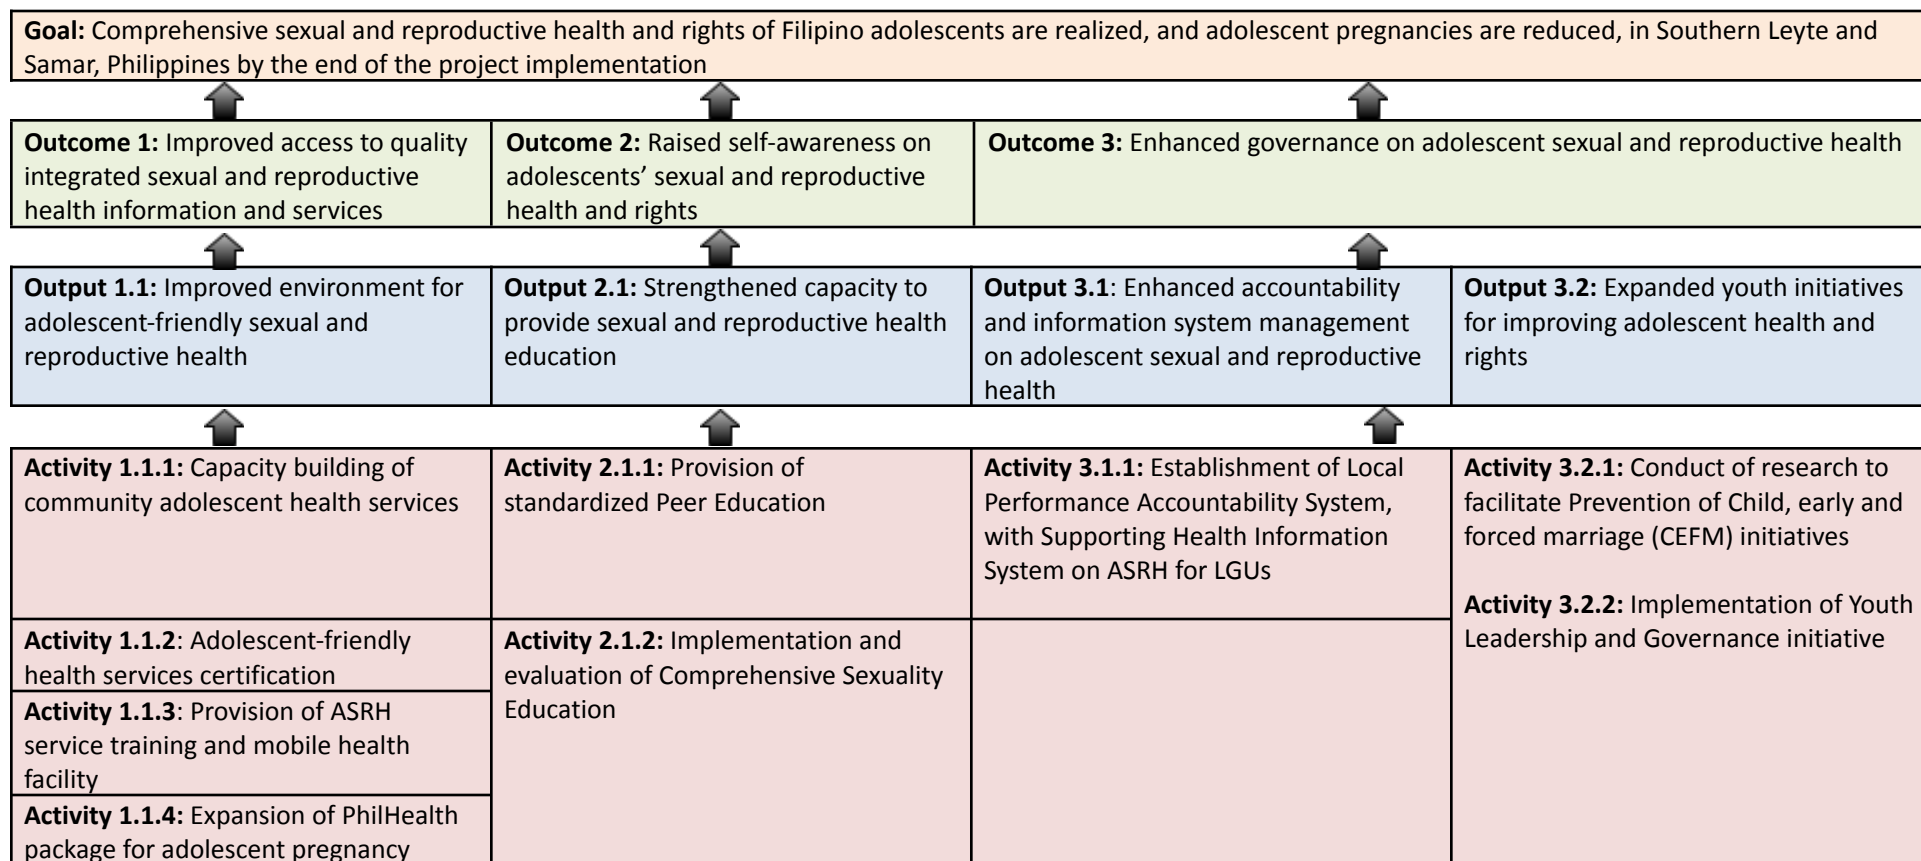 Goal: Comprehensive sexual and reproductive health and rights of Filipino adolescents are realized, and adolescent pregnancies are reduced, in Southern Leyte and
Samar, Philippines by the end of the project implementation
Outcome 1: Improved access to quality
integrated sexual and reproductive
health information and services
Outcome 2: Raised self-awareness on
adolescents’ sexual and reproductive
health and rights
Outcome 3: Enhanced governance on adolescent sexual and reproductive health
Output 1.1: Improved environment for
adolescent-friendly sexual and
reproductive health
Output 2.1: Strengthened capacity to
provide sexual and reproductive health
education
Output 3.1: Enhanced accountability
and information system management
on adolescent sexual and reproductive
health
Output 3.2: Expanded youth initiatives
for improving adolescent health and
rights
Activity 1.1.1: Capacity building of
community adolescent health services
Activity 2.1.1: Provision of
standardized Peer Education
Activity 3.1.1: Establishment of Local
Performance Accountability System,
with Supporting Health Information
System on ASRH for LGUs
Activity 3.2.1: Conduct of research to
facilitate Prevention of Child, early and
forced marriage (CEFM) initiatives
Activity 3.2.2: Implementation of Youth
Leadership and Governance initiative
Activity 1.1.2: Adolescent-friendly
health services certification
Activity 2.1.2: Implementation and
evaluation of Comprehensive Sexuality
Education
Activity 1.1.3: Provision of ASRH
service training and mobile health
facility
Activity 1.1.4: Expansion of PhilHealth
package for adolescent pregnancy